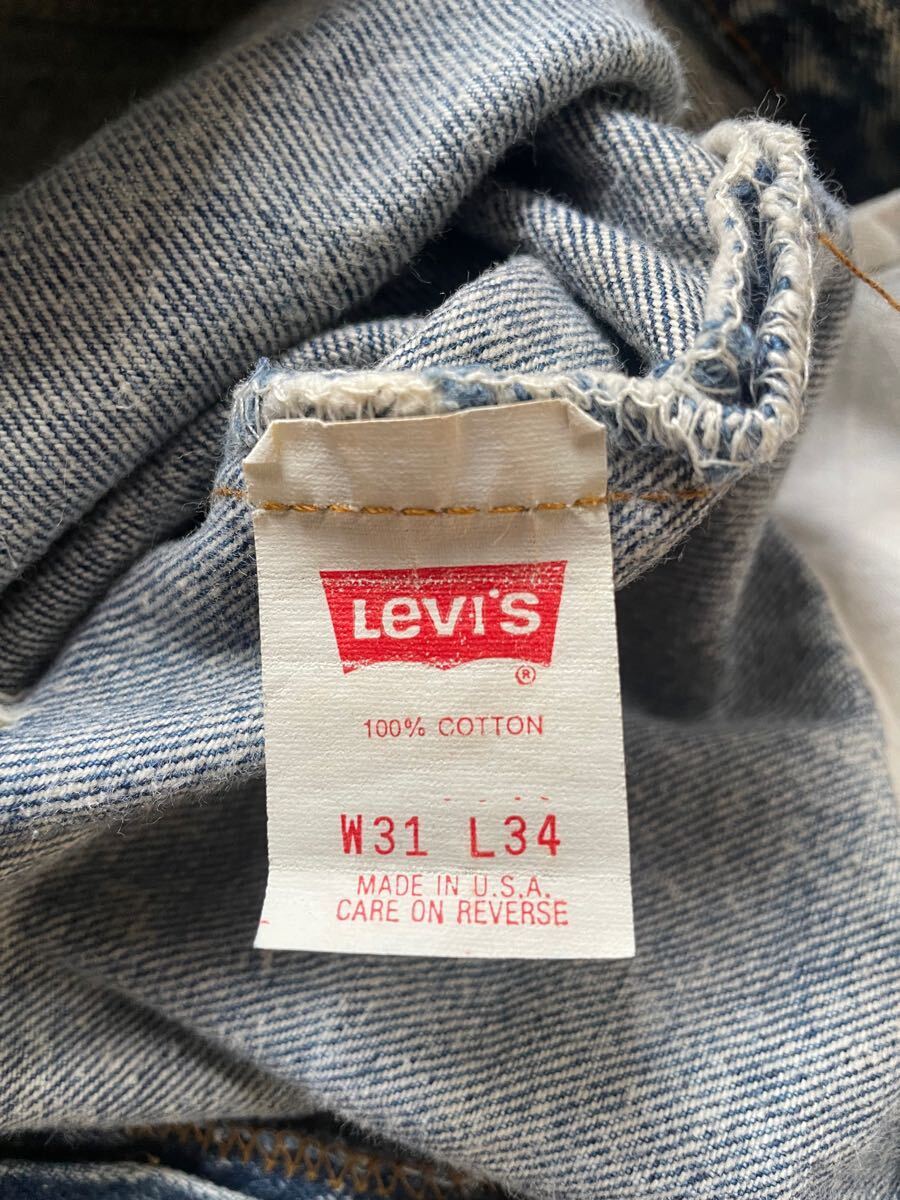 Levi's
®
100% COTTON
W31 L34
MADE IN U.S.A.
CARE ON REVERSE